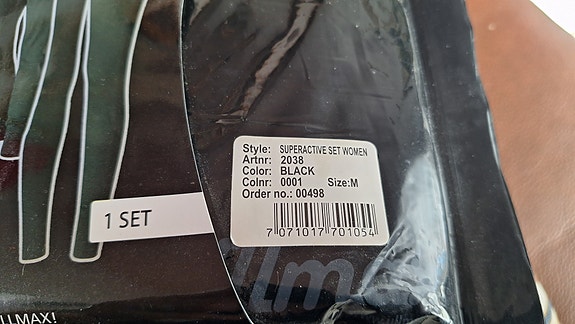 Style: SUPERACTIVE SET WOMEN
Artnr: 2038
Color: BLACK
Colnr: 0001 Size:M
Order no.: 00498
7 071017 701054
1 SET
LLMAX!